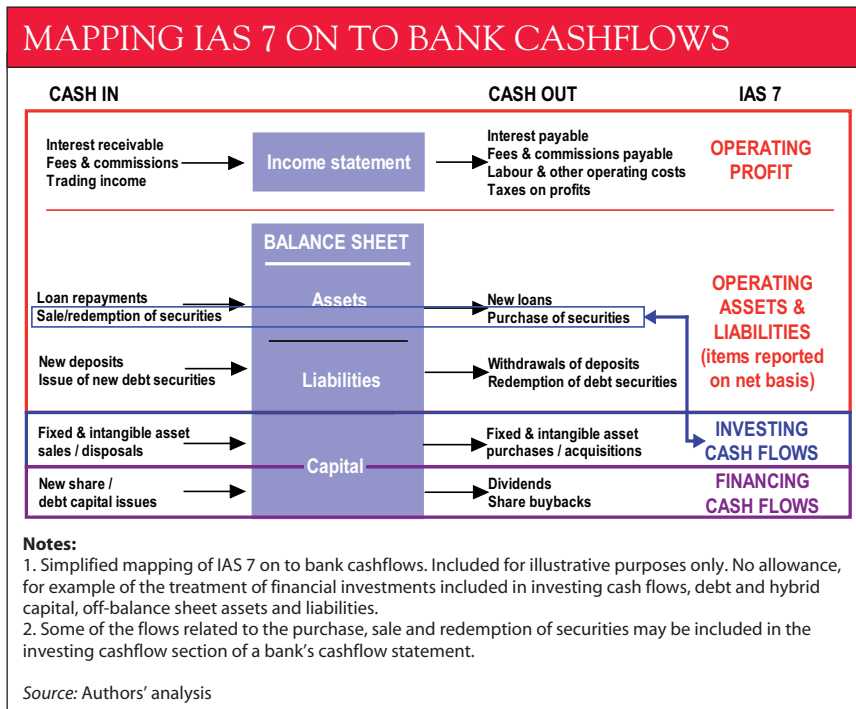 MAPPING IAS 7 ON TO BANK CASHFLOWS
CASH IN
CASH OUT
IAS 7
Interest receivable
Fees & commissions
Trading income
Income statement
Interest payable
Fees & commissions payable
Labour & other operating costs
Taxes on profits
OPERATING
PROFIT
BALANCE SHEET
Loan repayments
Sale/redemption of securities
Assets
New loans
Purchase of securities
OPERATING
ASSETS &
LIABILITIES
(items reported
on net basis)
New deposits
Issue of new debt securities
Liabilities
Withdrawals of deposits
Redemption of debt securities
Fixed & intangible asset
sales / disposals
Capital
Fixed & intangible asset
purchases / acquisitions
INVESTING
CASH FLOWS
New share /
debt capital issues
Dividends
Share buybacks
FINANCING
CASH FLOWS
Notes:
1. Simplified mapping of IAS 7 on to bank cashflows. Included for illustrative purposes only. No allowance,
for example of the treatment of financial investments included in investing cash flows, debt and hybrid
capital, off-balance sheet assets and liabilities.
2. Some of the flows related to the purchase, sale and redemption of securities may be included in the
investing cashflow section of a bank's cashflow statement.
Source: Authors' analysis